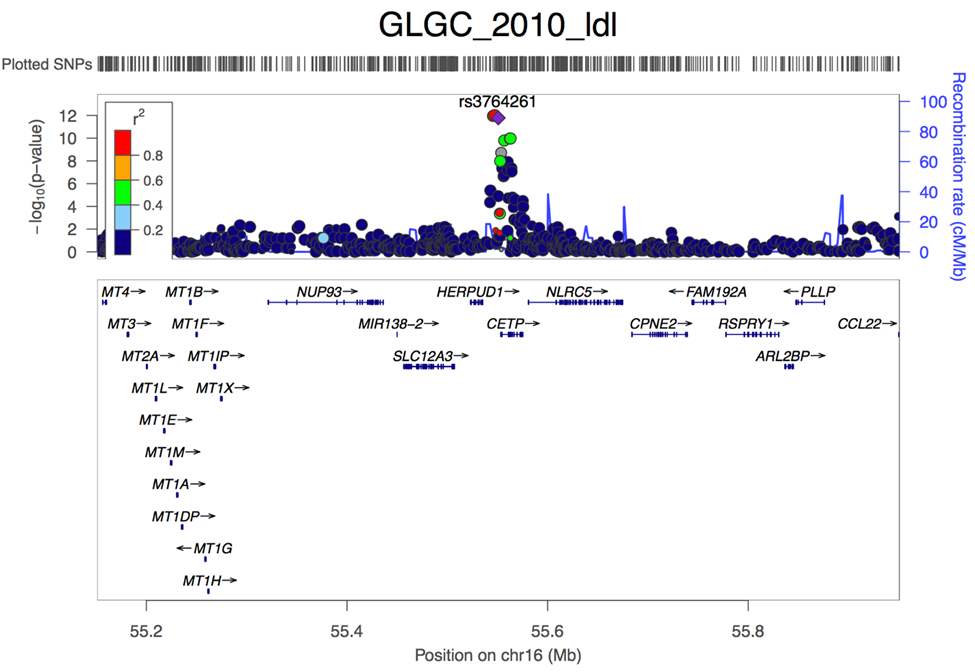 GLGC_2010_ldl
Plotted SNPs
rs3764261
12
10
8
6
4
2
0
−log10(p−value)
r2
0.8
0.6
0.4
0.2
100
80
60
40
20
0
Recombination rate (cM/Mb)
MT4→ MT1B→ NUP93→ HERPUD1→ NLRC5→ ←FAM192A ←PLLP
MT3→ MT1F→ MIR138−2→ CETP→ CPNE2→ RSPRY1→ CCL22→
MT2A→ MT1IP→ SLC12A3→ ARL2BP→
MT1L→ MT1X→
MT1E→
MT1M→
MT1A→
MT1DP→
←MT1G
MT1H→
55.2 55.4 55.6 55.8
Position on chr16 (Mb)